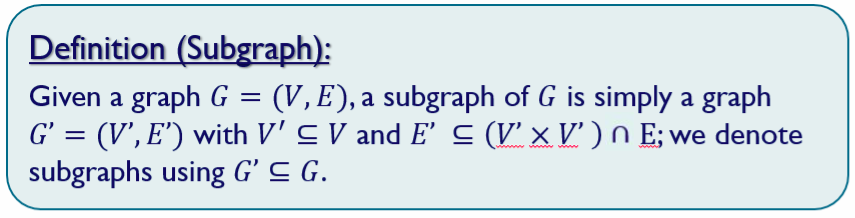 Definition (Subgraph):
Given a graph G = (V, E), a subgraph of G is simply a graph
G’ = (V’, E’) with V′ ⊆ V and E’ ⊆ (V’ × V’ ) ∩ E; we denote
subgraphs using G’ ⊆ G.